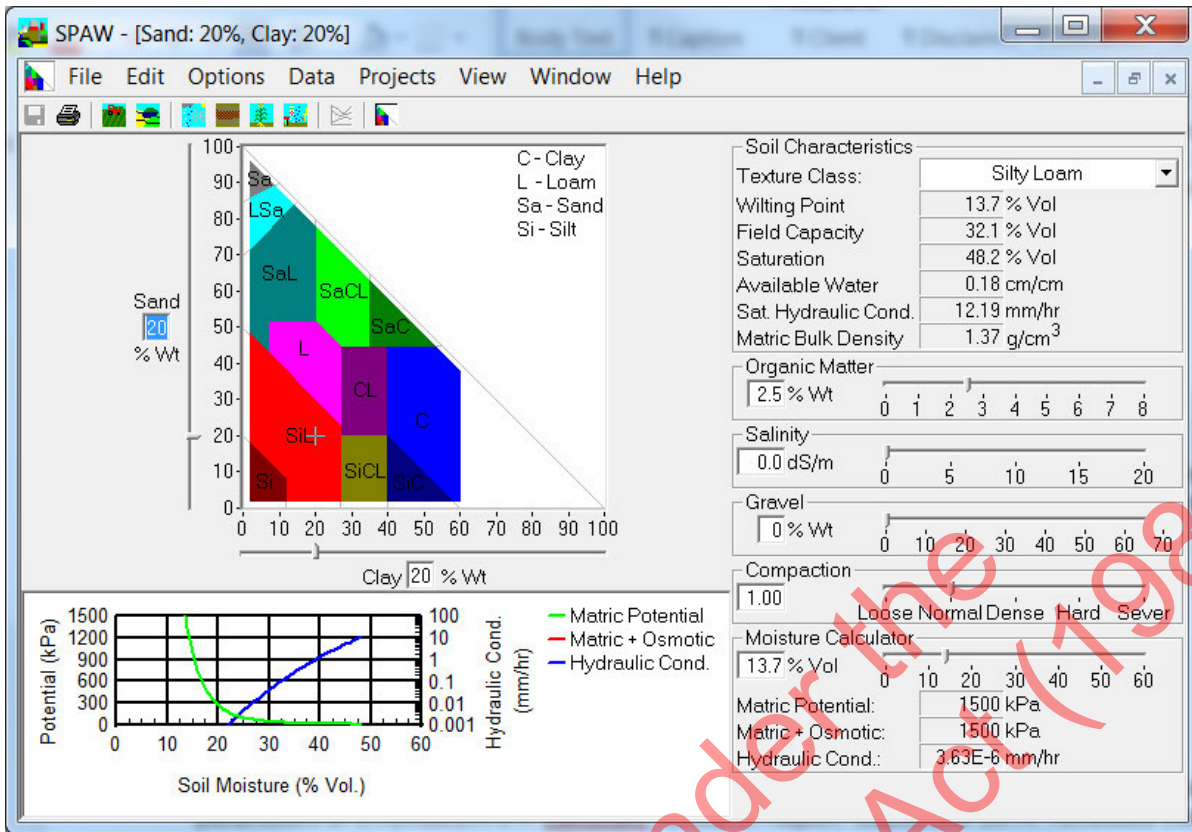 SPAW - [Sand: 20%, Clay: 20%]
File Edit Options Data Projects View Window Help
100
90
80
70
60
50
40
30
20
10
0
C - Clay
L - Loam
Sa - Sand
Si - Silt
Sa
LSa
SaL
SaCL
SaC
L
CL
C
SiL
SiCL
Si
SiC
Sand
20
% Wt
0 10 20 30 40 50 60 70 80 90 100
Clay 20 % Wt
Soil Characteristics
Texture Class: Silty Loam
Wilting Point 13.7 % Vol
Field Capacity 32.1 % Vol
Saturation 48.2 % Vol
Available Water 0.18 cm/cm
Sat. Hydraulic Cond. 12.19 mm/hr
Matric Bulk Density 1.37 g/cm³
Organic Matter
2.5 % Wt
0 1 2 3 4 5 6 7 8
Salinity
0.0 dS/m
0 5 10 15 20
Gravel
0 % Wt
0 10 20 30 40 50 60 70
Compaction
1.00
Loose Normal Dense Hard Sever
Moisture Calculator
13.7 % Vol
0 10 20 30 40 50 60
Matric Potential: 1500 kPa
Matric + Osmotic: 1500 kPa
Hydraulic Cond.: 3.63E-6 mm/hr
Potential (kPa)
1500
1200
900
600
300
0
100
10
1
0.1
0.01
0.001
Hydraulic Cond.
(mm/hr)
0 10 20 30 40 50 60
Soil Moisture (% Vol.)
Matric Potential
Matric + Osmotic
Hydraulic Cond.
nder the
Act (198